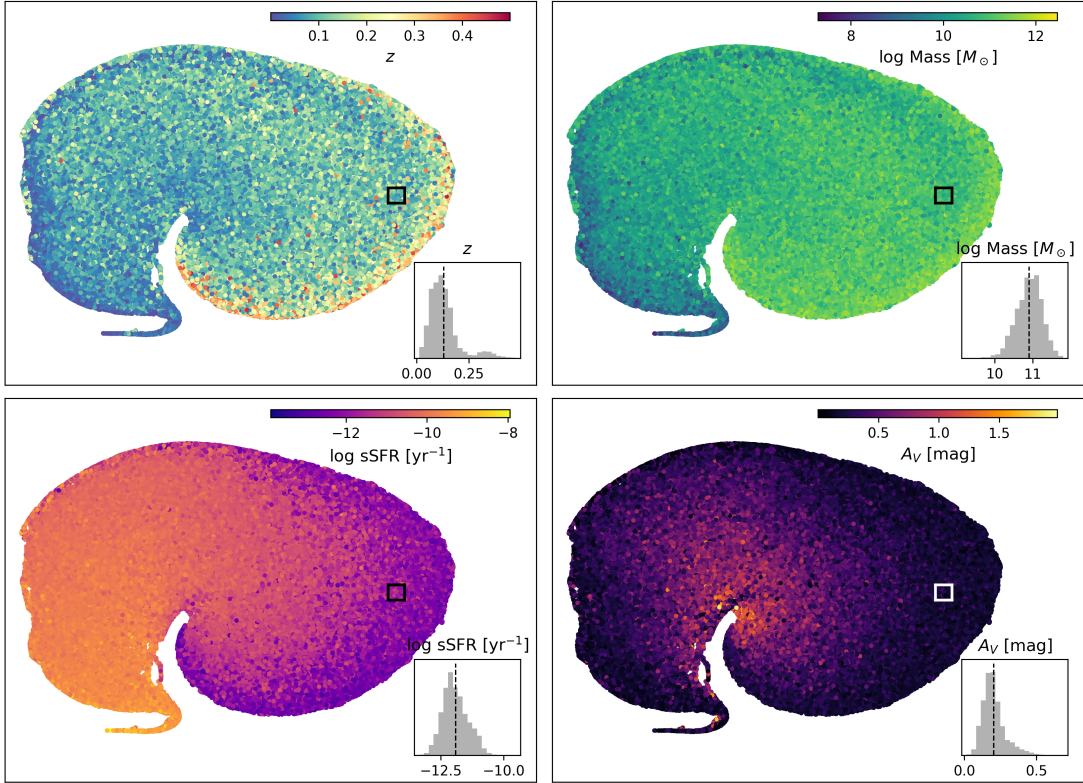 0.1 0.2 0.3 0.4
z
z
0.00 0.25
8 10 12
log Mass [M⊙]
log Mass [M⊙]
10 11
−12 −10 −8
log sSFR [yr⁻¹]
log sSFR [yr⁻¹]
−12.5 −10.0
0.5 1.0 1.5
A_V [mag]
A_V [mag]
0.0 0.5